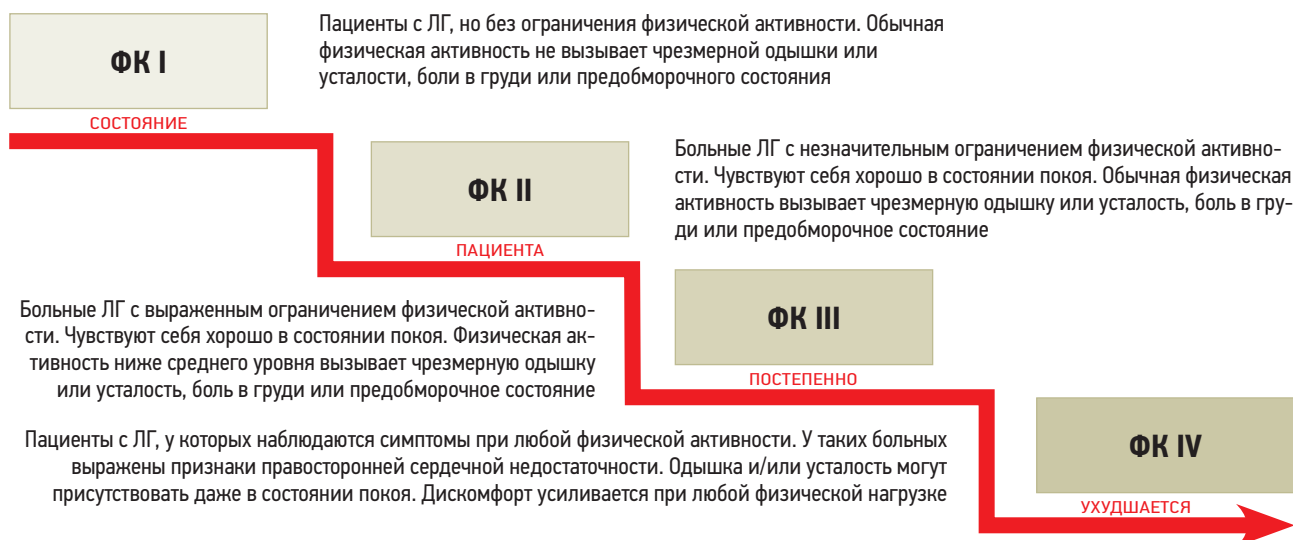 ФК I
Пациенты с ЛГ, но без ограничения физической активности. Обычная
физическая активность не вызывает чрезмерной одышки или
усталости, боли в груди или предобморочного состояния
СОСТОЯНИЕ
ФК II
Больные ЛГ с незначительным ограничением физической активно-
сти. Чувствуют себя хорошо в состоянии покоя. Обычная физическая
активность вызывает чрезмерную одышку или усталость, боль в гру-
ди или предобморочное состояние
ПАЦИЕНТА
ФК III
Больные ЛГ с выраженным ограничением физической активно-
сти. Чувствуют себя хорошо в состоянии покоя. Физическая ак-
тивность ниже среднего уровня вызывает чрезмерную одышку
или усталость, боль в груди или предобморочное состояние
ПОСТЕПЕННО
ФК IV
Пациенты с ЛГ, у которых наблюдаются симптомы при любой физической активности. У таких больных
выражены признаки правосторонней сердечной недостаточности. Одышка и/или усталость могут
присутствовать даже в состоянии покоя. Дискомфорт усиливается при любой физической нагрузке
УХУДШАЕТСЯ